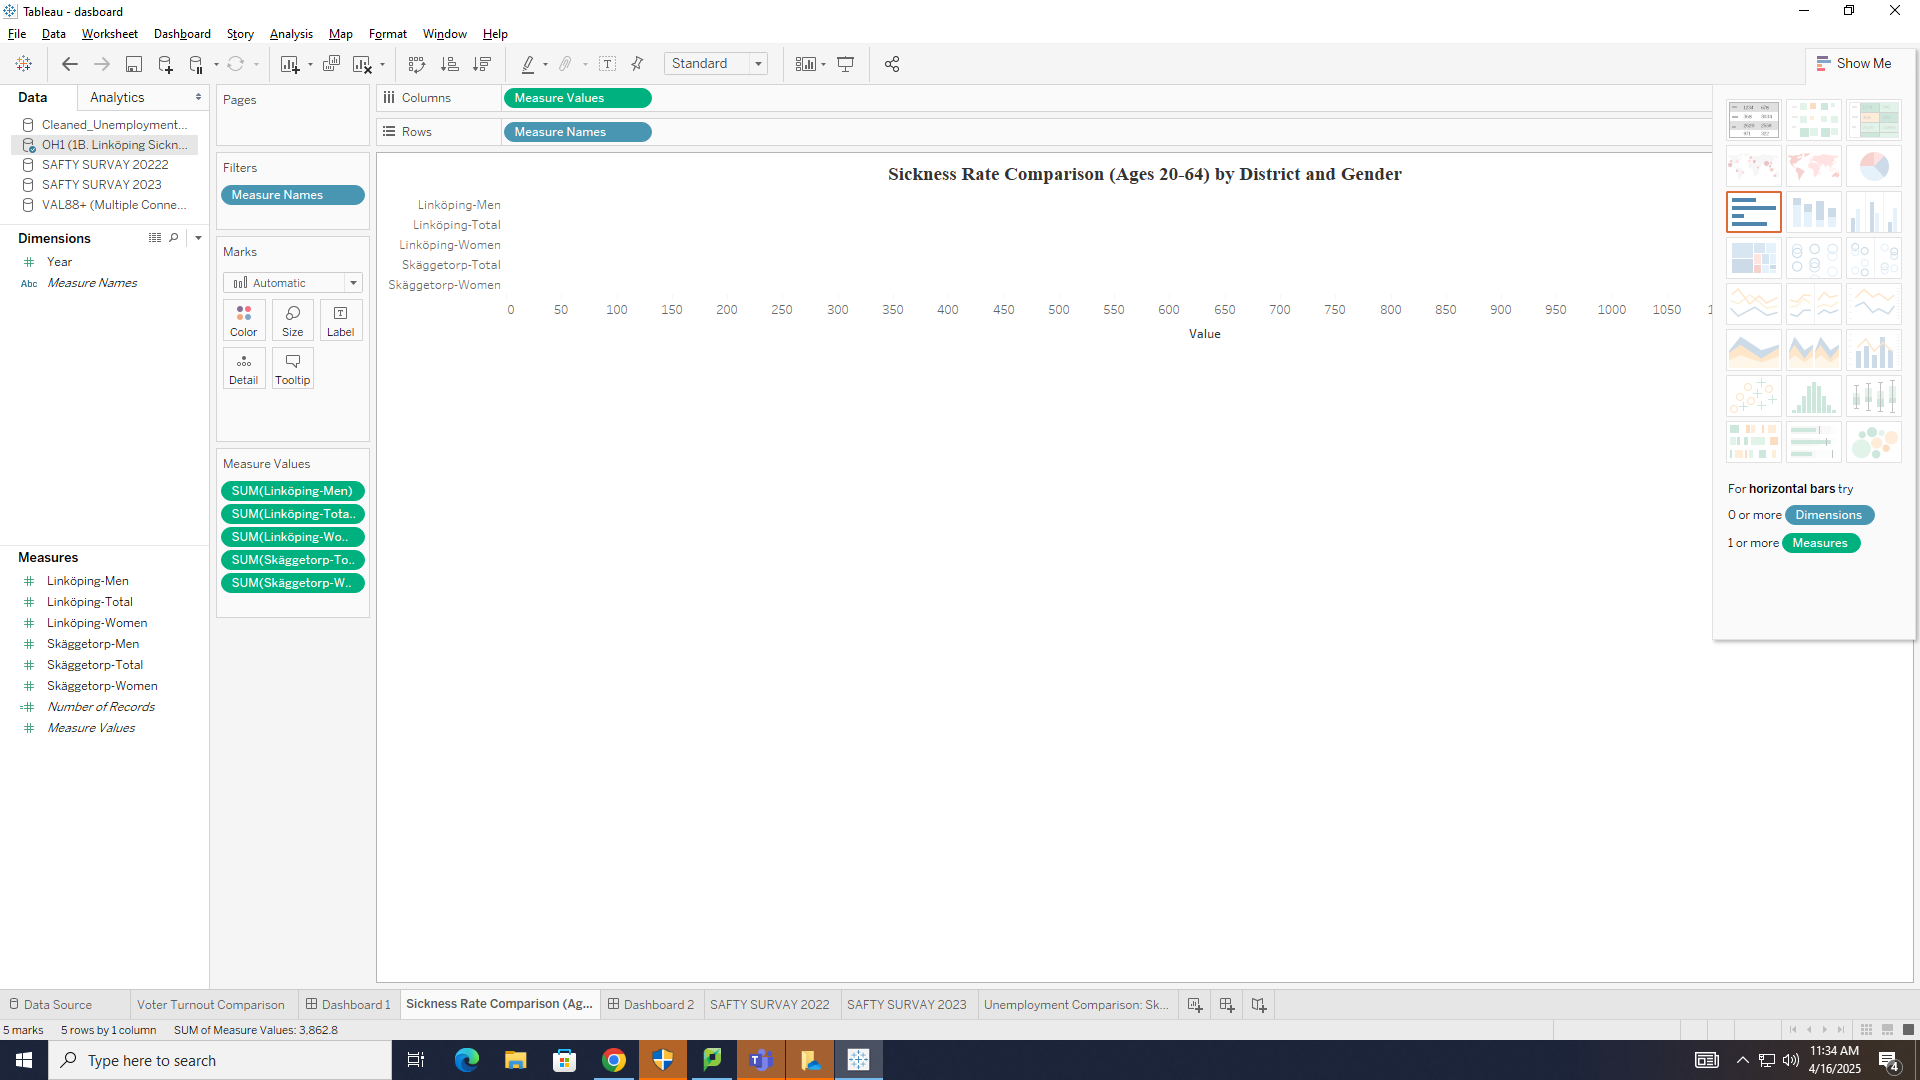 Tableau - dasboard
File Data Worksheet Dashboard Story Analysis Map Format Window Help
Standard
Show Me
Data
Analytics
Cleaned_Unemployment...
OH1 (1B. Linköping Sickn...
SAFTY SURVAY 20222
SAFTY SURVAY 2023
VAL88+ (Multiple Conne...
Dimensions
Year
Abc Measure Names
Measures
Linköping-Men
Linköping-Total
Linköping-Women
Skäggetorp-Men
Skäggetorp-Total
Skäggetorp-Women
Number of Records
Measure Values
Pages
Filters
Measure Names
Marks
Automatic
Color Size Label
Detail Tooltip
Measure Values
SUM(Linköping-Men)
SUM(Linköping-Tota..
SUM(Linköping-Wo..
SUM(Skäggetorp-To..
SUM(Skäggetorp-W..
Columns Measure Values
Rows Measure Names
Sickness Rate Comparison (Ages 20-64) by District and Gender
Linköping-Men
Linköping-Total
Linköping-Women
Skäggetorp-Total
Skäggetorp-Women
0 50 100 150 200 250 300 350 400 450 500 550 600 650 700 750 800 850 900 950 1000 1050
Value
For horizontal bars try
0 or more Dimensions
1 or more Measures
Data Source Voter Turnout Comparison Dashboard 1 Sickness Rate Comparison (Ag... Dashboard 2 SAFTY SURVAY 2022 SAFTY SURVAY 2023 Unemployment Comparison: Sk...
5 marks 5 rows by 1 column SUM of Measure Values: 3,862.8
Type here to search
11:34 AM
4/16/2025
4